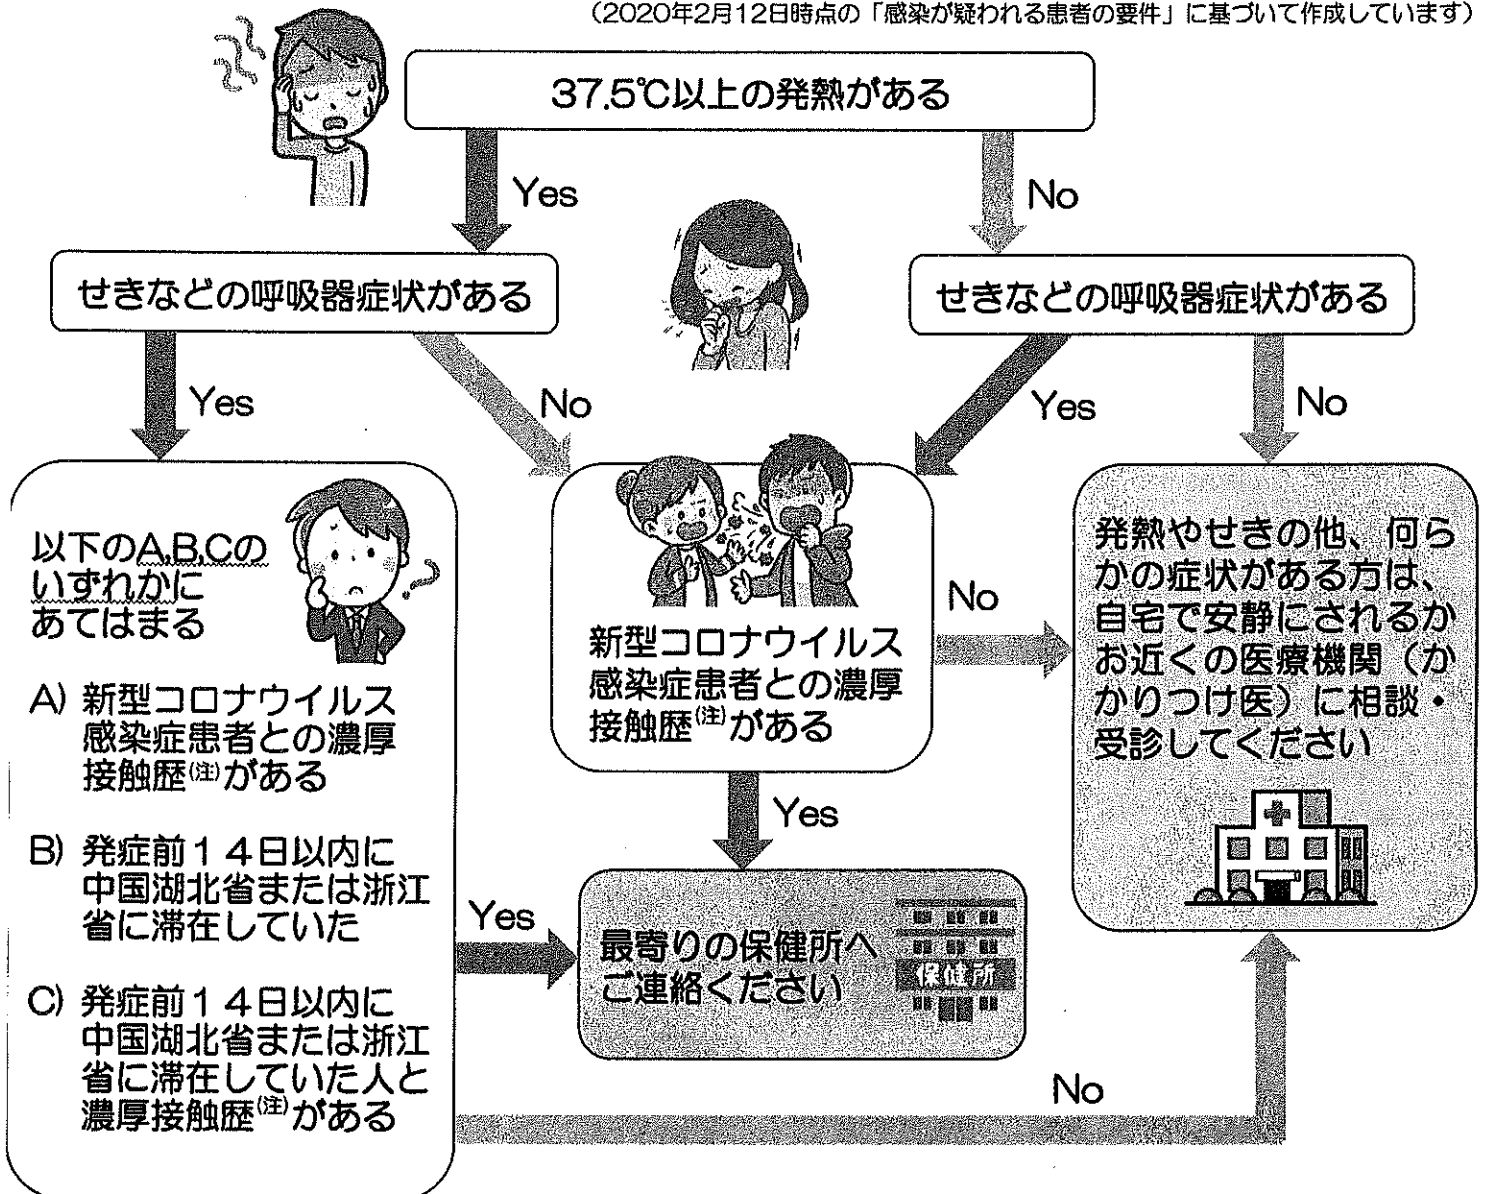 （2020年2月12日時点の「感染が疑われる患者の要件」に基づいて作成しています）
37.5℃以上の発熱がある
Yes
No
せきなどの呼吸器症状がある
せきなどの呼吸器症状がある
Yes
No
Yes
No
以下のA,B,Cの
いずれかに
あてはまる
A) 新型コロナウイルス
感染症患者との濃厚
接触歴(注)がある
B) 発症前１４日以内に
中国湖北省または浙江
省に滞在していた
C) 発症前１４日以内に
中国湖北省または浙江
省に滞在していた人と
濃厚接触歴(注)がある
新型コロナウイルス
感染症患者との濃厚
接触歴(注)がある
No
発熱やせきの他、何ら
かの症状がある方は、
自宅で安静にされるか
お近くの医療機関（か
かりつけ医）に相談・
受診してください
Yes
Yes
最寄りの保健所へ
ご連絡ください
保健所
No